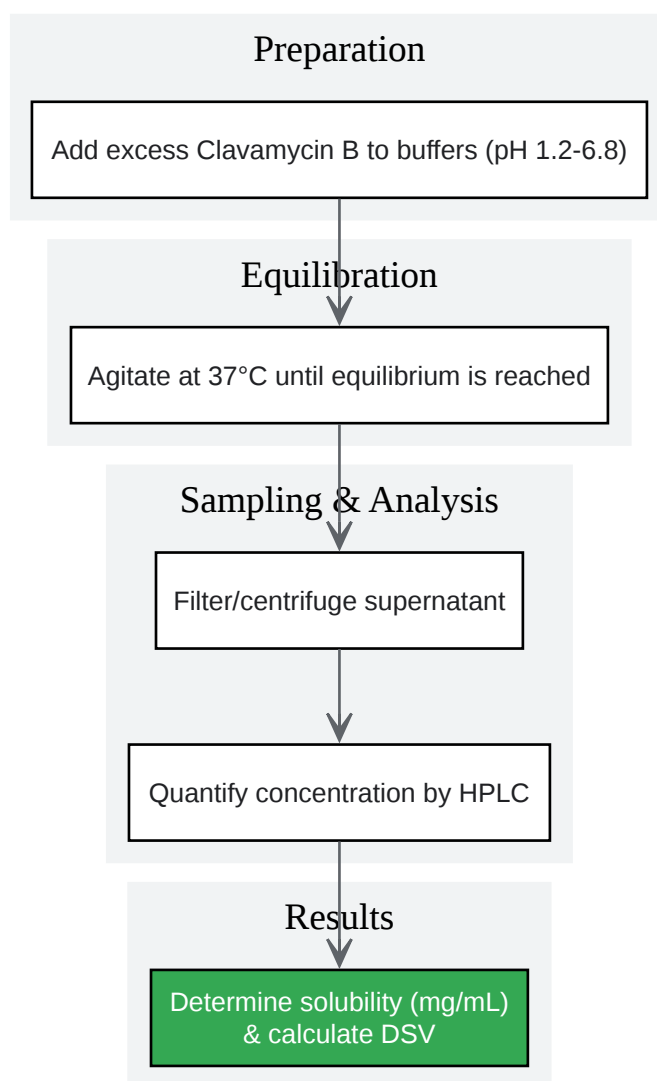 Preparation
Add excess Clavamycin B to buffers (pH 1.2-6.8)
Equilibration
Agitate at 37°C until equilibrium is reached
Sampling & Analysis
Filter/centrifuge supernatant
Quantify concentration by HPLC
Results
Determine solubility (mg/mL)
& calculate DSV